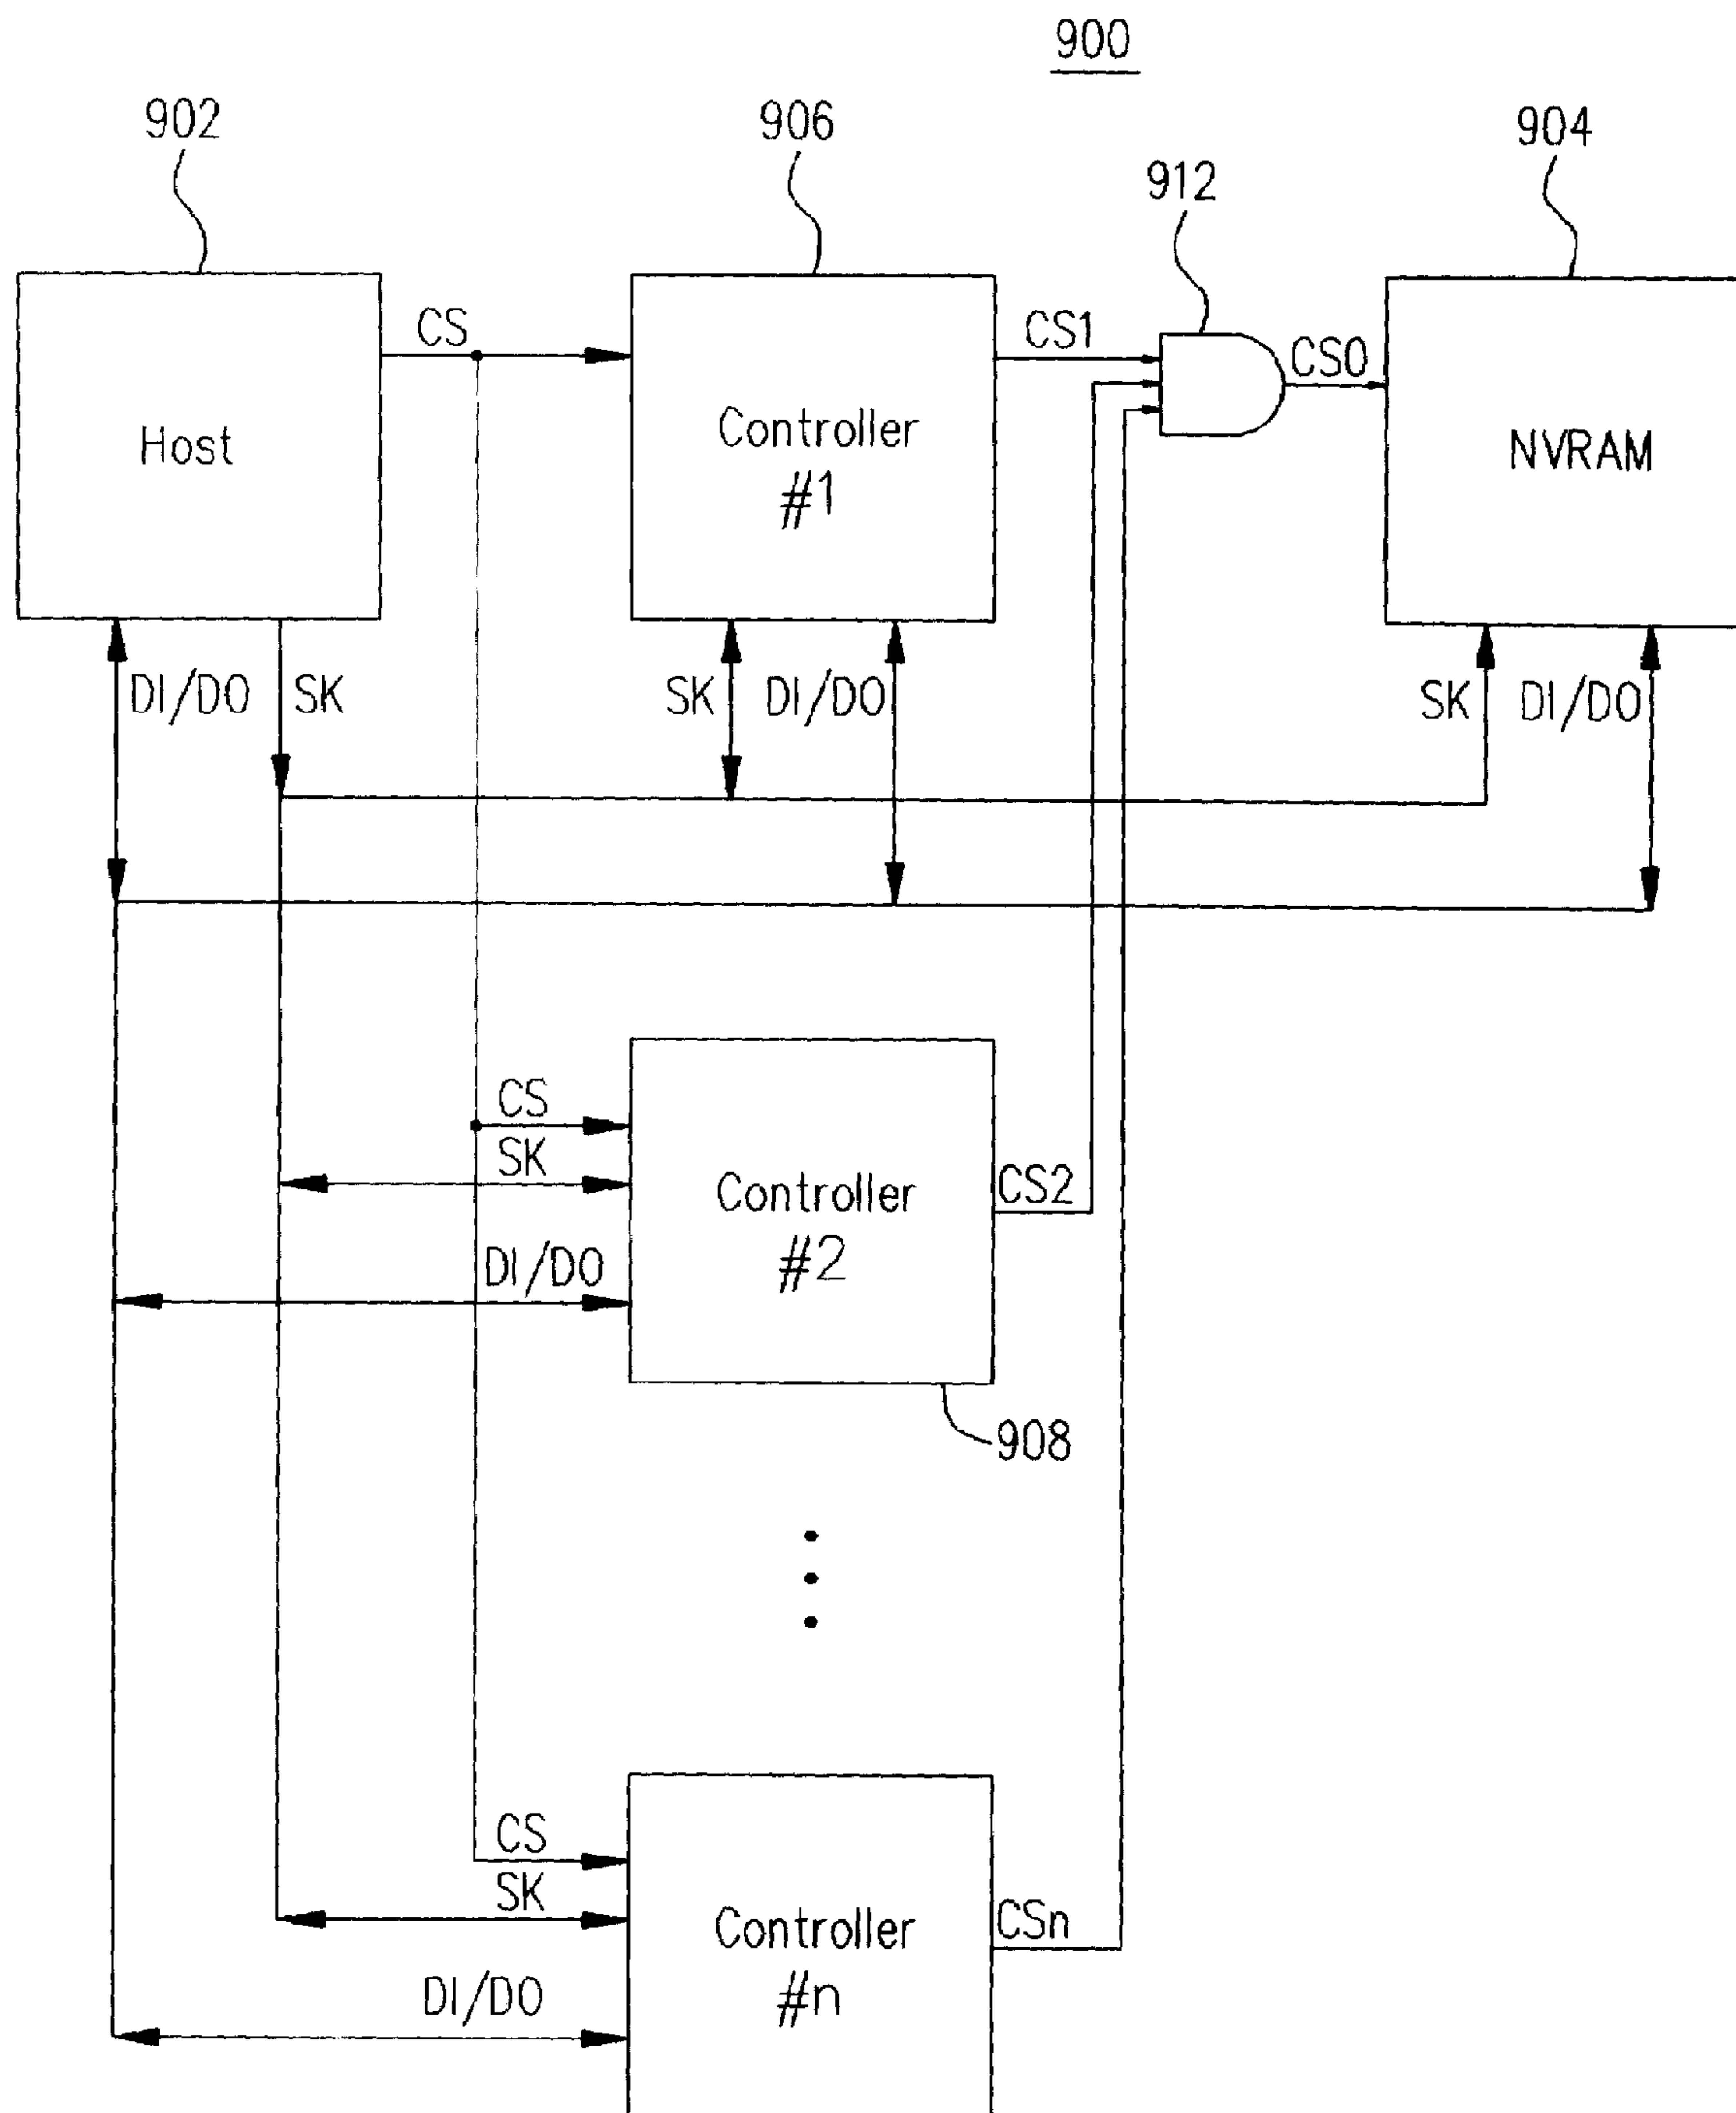 900
902
906
912
904
CS
CS1
CS0
Host
Controller
#1
NVRAM
DI/DO
SK
SK
DI/DO
SK
DI/DO
CS
SK
DI/DO
Controller
#2
CS2
908
CS
SK
DI/DO
Controller
#n
CSn